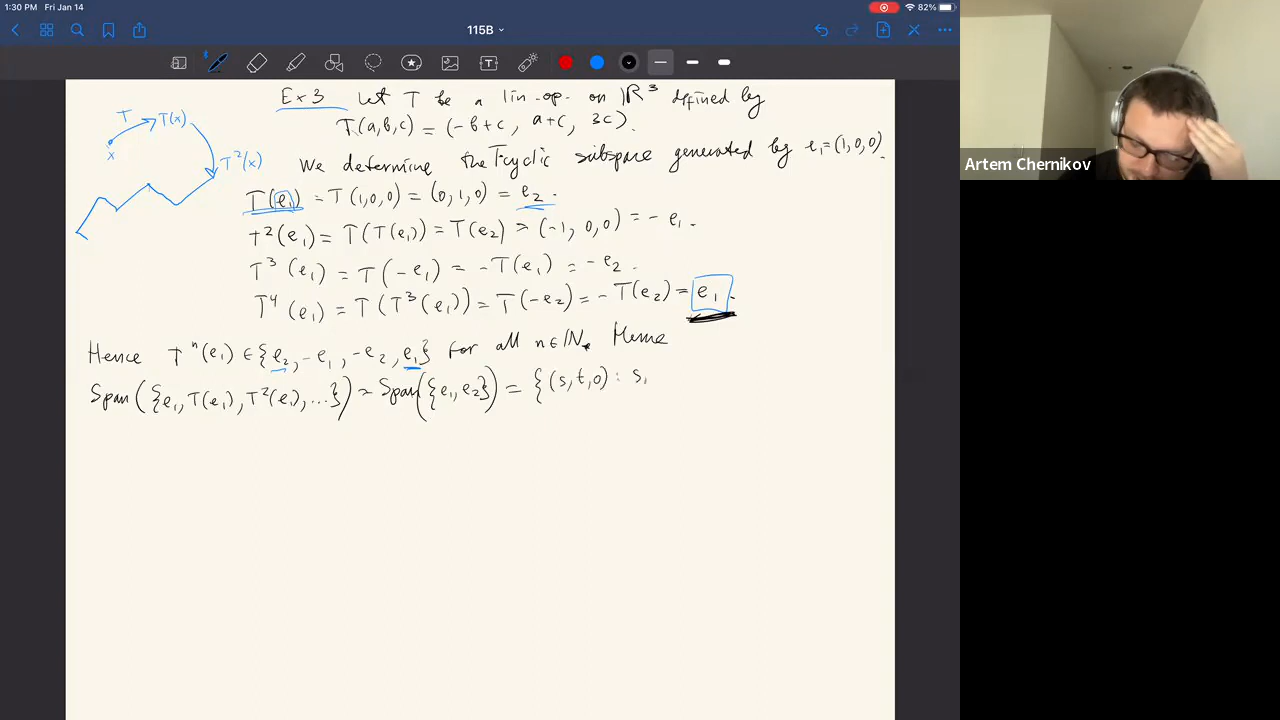 1:30 PM Fri Jan 14
82%
115B
T
T(x)
x
T²(x)
Ex 3 Let T be a lin. op. on ℝ³ defined by
T(a,b,c) = (-b+c, a+c, 3c).
We determine the T-cyclic subspace generated by e₁=(1,0,0).
T(e₁) = T(1,0,0) = (0,1,0) = e₂.
T²(e₁) = T(T(e₁)) = T(e₂) = (-1,0,0) = -e₁.
T³(e₁) = T(-e₁) = -T(e₁) = -e₂.
T⁴(e₁) = T(T³(e₁)) = T(-e₂) = -T(e₂) = e₁.
Hence Tⁿ(e₁) ∈ {e₂, -e₁, -e₂, e₁} for all n ∈ ℕ. Hence
Span({e₁, T(e₁), T²(e₁), ...}) = Span({e₁, e₂}) = {(s,t,0) : s,
Artem Chernikov